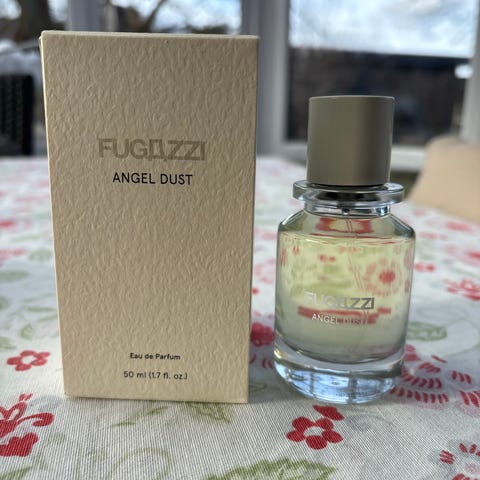 FUGAZZI
ANGEL DUST
Eau de Parfum
50 ml (1.7 fl. oz.)
FUGAZZI
ANGEL DUST